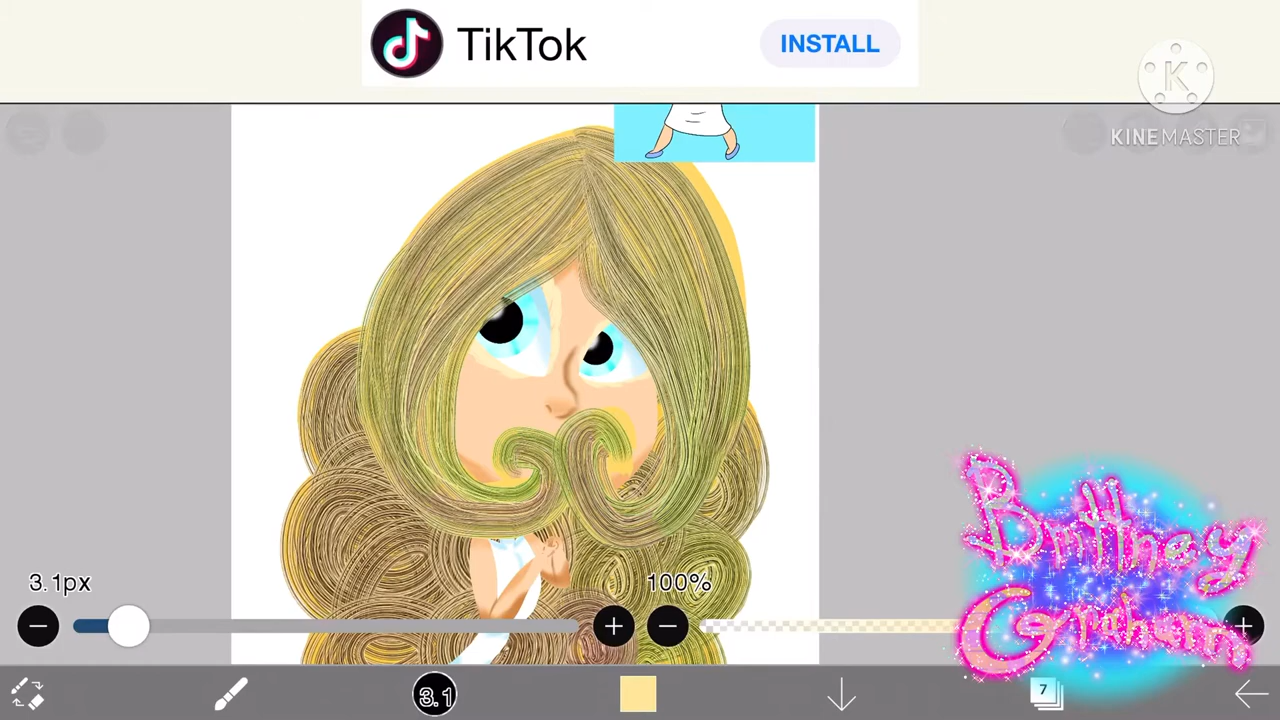 TikTok
INSTALL
K
KINEMASTER
3.1px
100%
3.1
7
Brittney
Graham